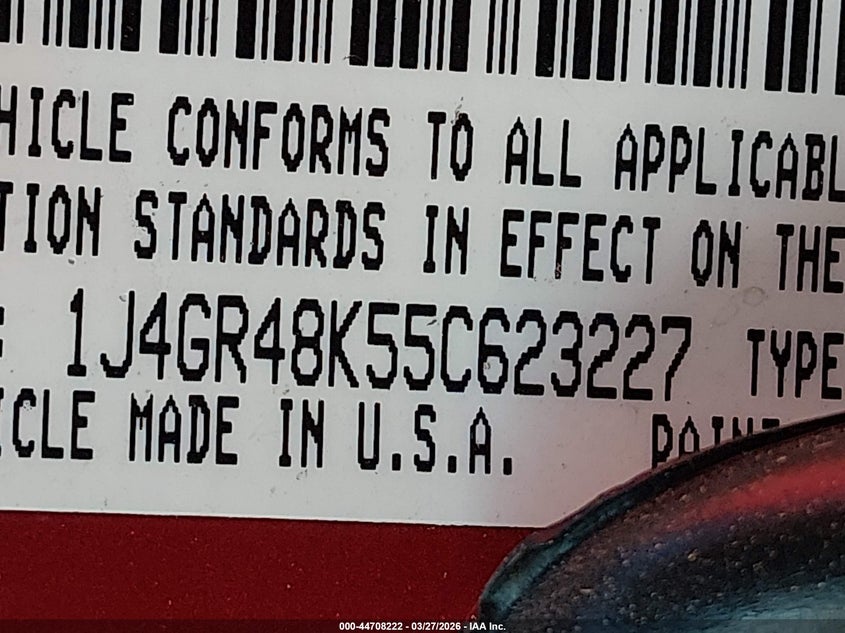 HICLE CONFORMS TO ALL APPLICABL
TION STANDARDS IN EFFECT ON THE
: 1J4GR48K55C623227 TYPE
ICLE MADE IN U.S.A. PAINT
000-44708222 - 03/27/2026 - IAA Inc.